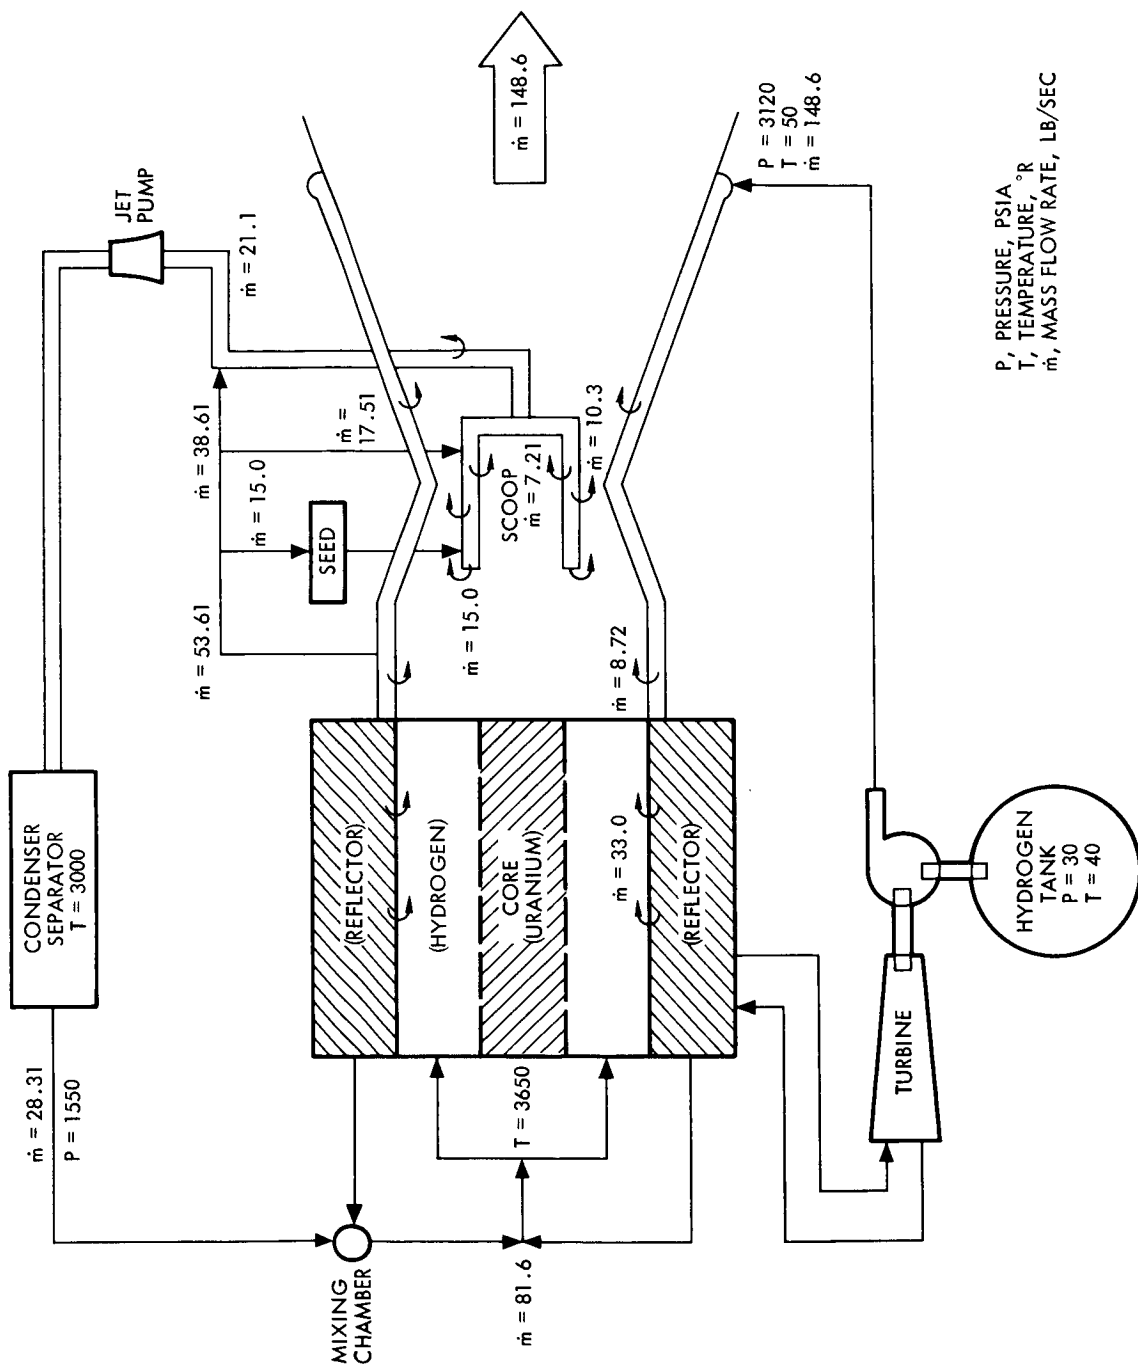 CONDENSER
SEPARATOR
T = 3000
ṁ = 28.31
P = 1550
MIXING
CHAMBER
ṁ = 81.6
T = 3650
(REFLECTOR)
(HYDROGEN)
CORE
(URANIUM)
ṁ = 33.0
(REFLECTOR)
ṁ = 53.61
ṁ = 15.0
ṁ = 38.61
SEED
ṁ =
17.51
ṁ = 21.1
JET
PUMP
ṁ = 15.0
SCOOP
ṁ = 7.21
ṁ = 10.3
ṁ = 8.72
ṁ = 148.6
P = 3120
T = 50
ṁ = 148.6
TURBINE
HYDROGEN
TANK
P = 30
T = 40
P, PRESSURE, PSIA
T, TEMPERATURE, °R
ṁ, MASS FLOW RATE, LB/SEC